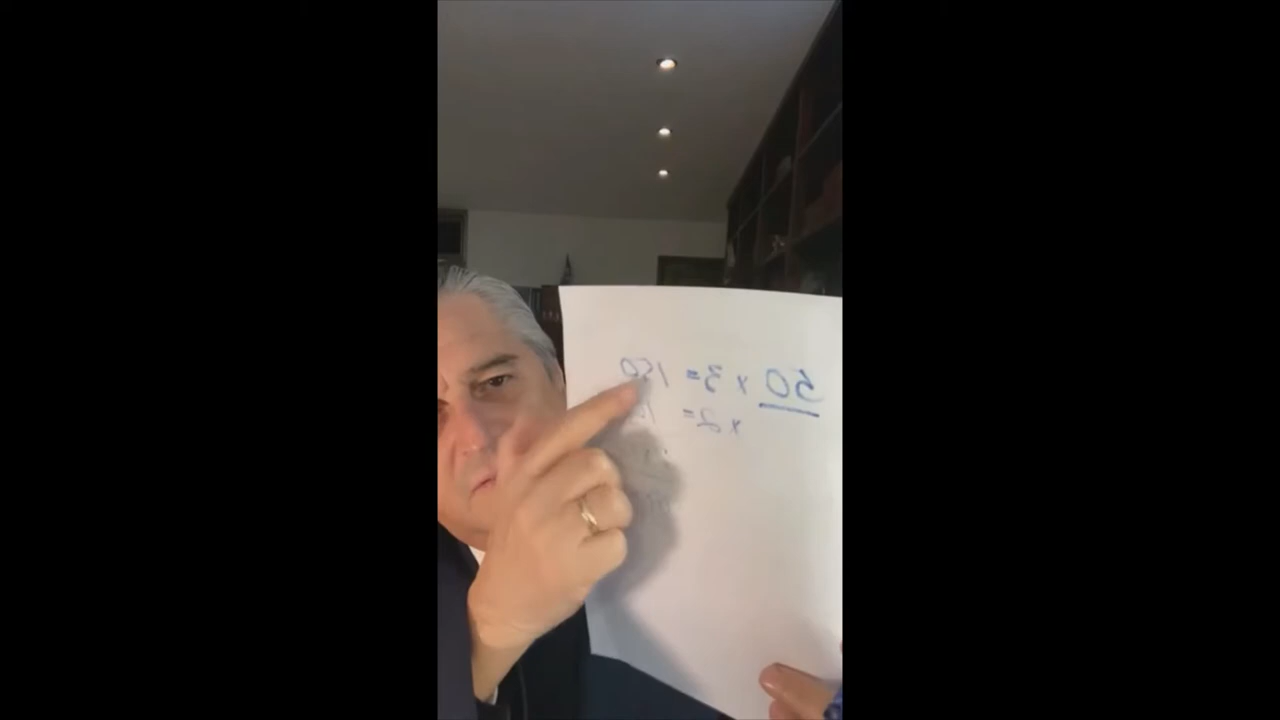 50 x 3 = 150
x 2 =